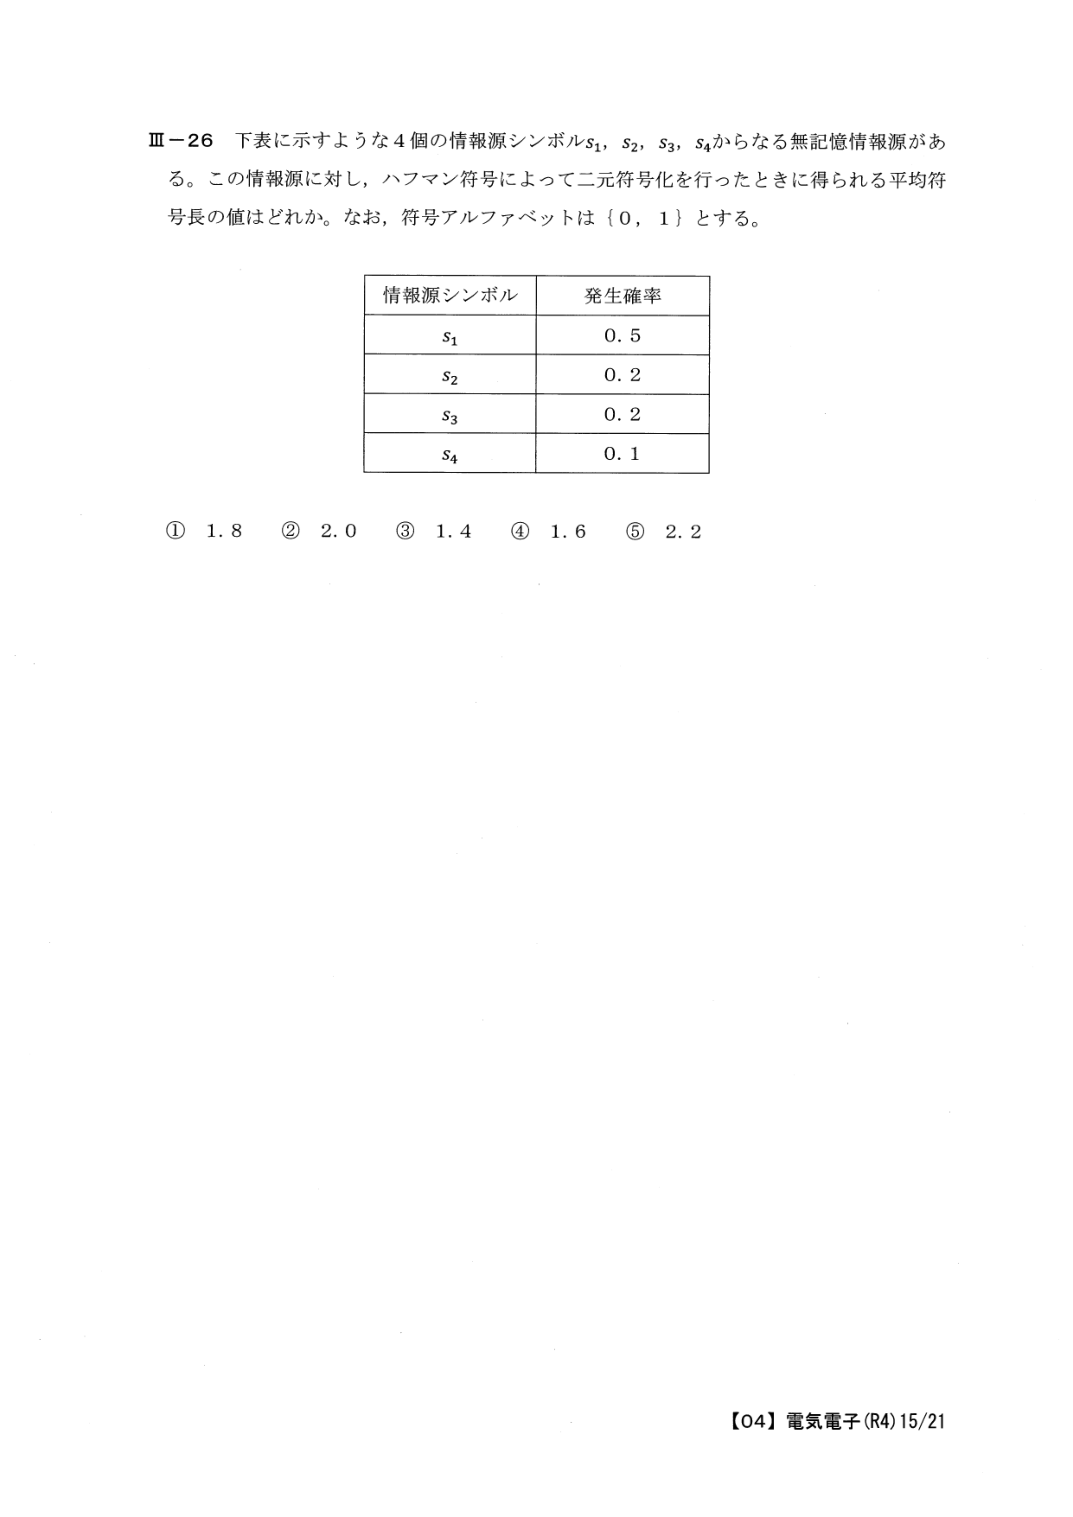 Ⅲ－26　下表に示すような４個の情報源シンボルs₁，s₂，s₃，s₄からなる無記憶情報源があ
る。この情報源に対し，ハフマン符号によって二元符号化を行ったときに得られる平均符
号長の値はどれか。なお，符号アルファベットは｛０，１｝とする。
情報源シンボル　発生確率
s₁　０．５
s₂　０．２
s₃　０．２
s₄　０．１
①　１．８　②　２．０　③　１．４　④　１．６　⑤　２．２
【04】電気電子(R4)15/21